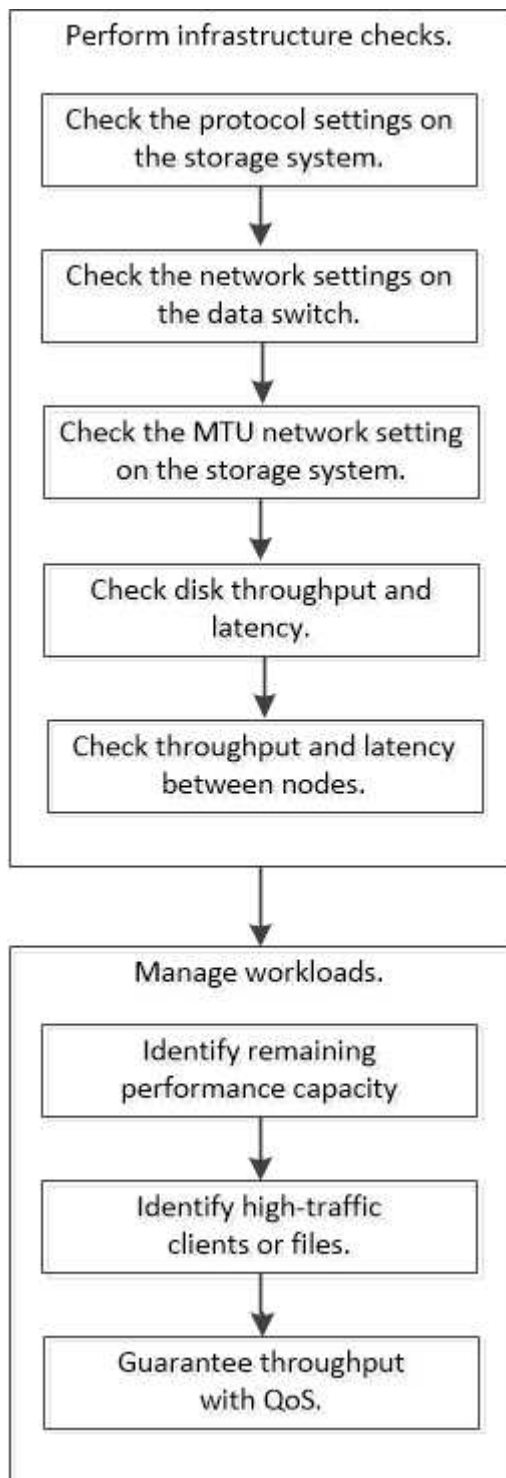 Perform infrastructure checks.
Check the protocol settings on
the storage system.
Check the network settings on
the data switch.
Check the MTU network setting
on the storage system.
Check disk throughput and
latency.
Check throughput and latency
between nodes.
Manage workloads.
Identify remaining
performance capacity
Identify high-traffic
clients or files.
Guarantee throughput
with QoS.